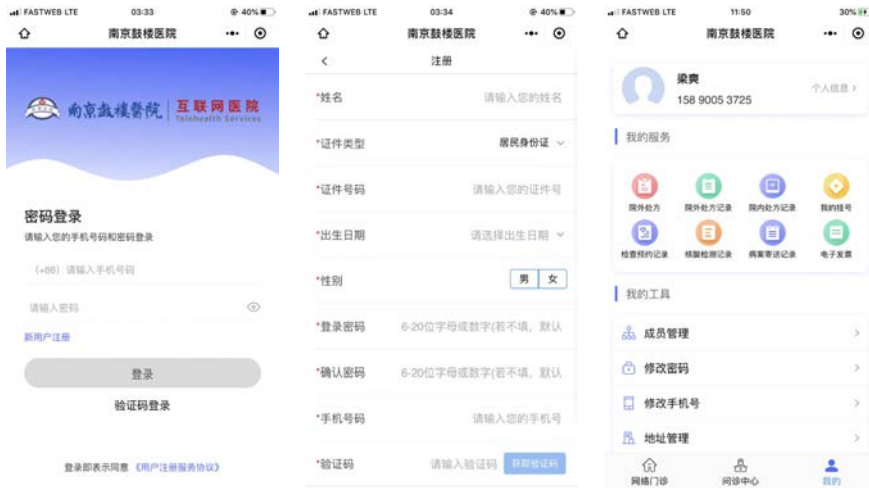 FASTWEB LTE 03:33 40%
南京鼓楼医院
南京鼓樓醫院 互联网医院
Telehealth Services
密码登录
请输入您的手机号码和密码登录
(+86) 请输入手机号码
请输入密码
新用户注册
登录
验证码登录
登录即表示同意《用户注册服务协议》
FASTWEB LTE 03:34 40%
南京鼓楼医院
注册
*姓名 请输入您的姓名
*证件类型 居民身份证
*证件号码 请输入您的证件号
*出生日期 请选择出生日期
*性别 男 女
*登录密码 6-20位字母或数字(若不填，默认
*确认密码 6-20位字母或数字(若不填，默认
*手机号码 请输入您的手机号
*验证码 请输入验证码 获取验证码
FASTWEB LTE 11:50 30%
南京鼓楼医院
梁爽
158 9005 3725
个人信息
我的服务
院外处方 院外处方记录 院内处方记录 我的挂号
检查预约记录 核酸检测记录 病案寄送记录 电子发票
我的工具
成员管理
修改密码
修改手机号
地址管理
网络门诊 问诊中心 我的